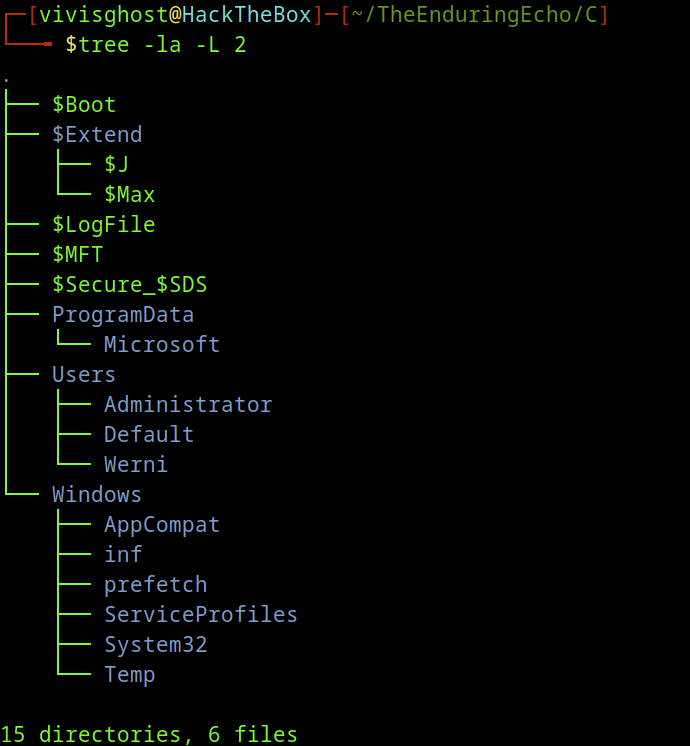 ┌─[vivisghost@HackTheBox]─[~/TheEnduringEcho/C]
└──╼ $tree -la -L 2
.
├── $Boot
├── $Extend
│   ├── $J
│   └── $Max
├── $LogFile
├── $MFT
├── $Secure_$SDS
├── ProgramData
│   └── Microsoft
├── Users
│   ├── Administrator
│   ├── Default
│   └── Werni
└── Windows
    ├── AppCompat
    ├── inf
    ├── prefetch
    ├── ServiceProfiles
    ├── System32
    └── Temp
15 directories, 6 files